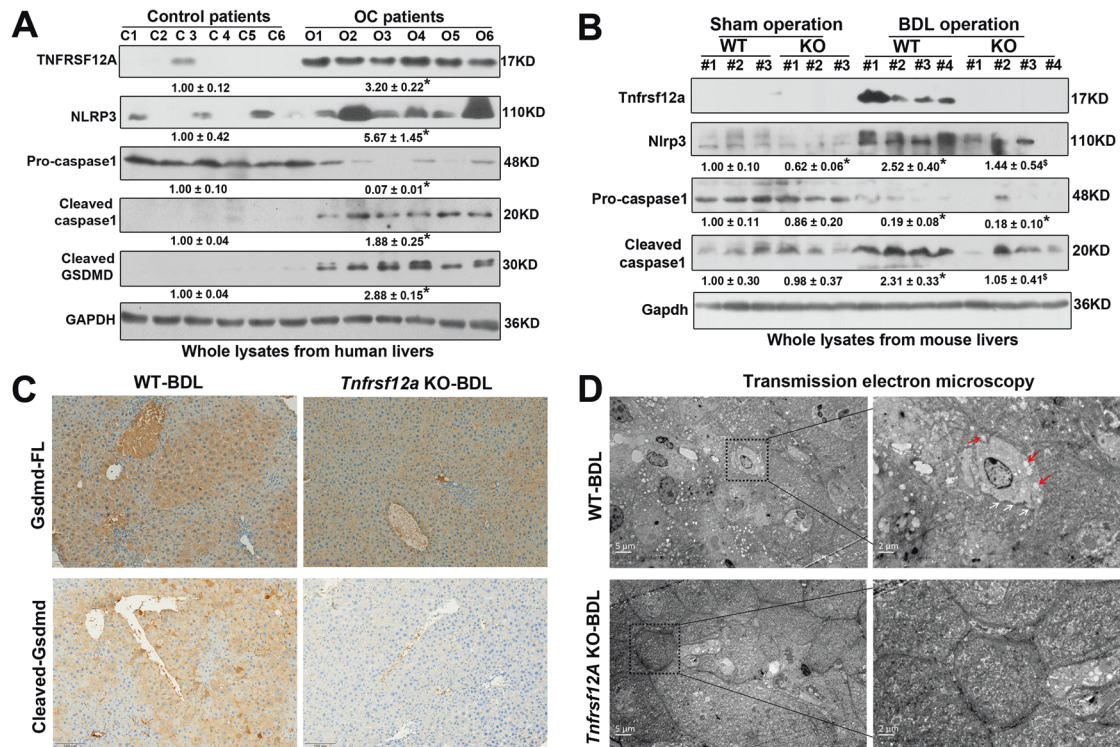 A
Control patients OC patients
C1 C2 C 3 C 4 C5 C6 O1 O2 O3 O4 O5 O6
TNFRSF12A 17KD
1.00 ± 0.12 3.20 ± 0.22*
NLRP3 110KD
1.00 ± 0.42 5.67 ± 1.45*
Pro-caspase1 48KD
1.00 ± 0.10 0.07 ± 0.01*
Cleaved
caspase1 20KD
1.00 ± 0.04 1.88 ± 0.25*
Cleaved
GSDMD 30KD
1.00 ± 0.04 2.88 ± 0.15*
GAPDH 36KD
Whole lysates from human livers
B
Sham operation BDL operation
WT KO WT KO
#1 #2 #3 #1 #2 #3 #1 #2 #3 #4 #1 #2 #3 #4
Tnfrsf12a 17KD
Nlrp3 110KD
1.00 ± 0.10 0.62 ± 0.06* 2.52 ± 0.40* 1.44 ± 0.54$
Pro-caspase1 48KD
1.00 ± 0.11 0.86 ± 0.20 0.19 ± 0.08* 0.18 ± 0.10*
Cleaved
caspase1 20KD
1.00 ± 0.30 0.98 ± 0.37 2.31 ± 0.33* 1.05 ± 0.41$
Gapdh 36KD
Whole lysates from mouse livers
C
WT-BDL Tnfrsf12a KO-BDL
Gsdmd-FL
Cleaved-Gsdmd
D
Transmission electron microscopy
WT-BDL
5 µm 2 µm
Tnfrsf12A KO-BDL
5 µm 2 µm